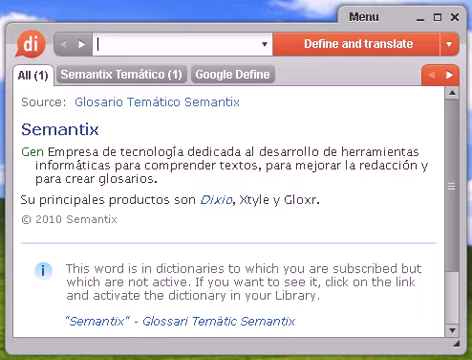 Menu
di
Define and translate
All (1)
Semantix Temático (1)
Google Define
Source: Glosario Temático Semantix
Semantix
Gen Empresa de tecnología dedicada al desarrollo de herramientas
informáticas para comprender textos, para mejorar la redacción y
para crear glosarios.
Su principales productos son Dixio, Xtyle y Gloxr.
© 2010 Semantix
i
This word is in dictionaries to which you are subscribed but
which are not active. If you want to see it, click on the link
and activate the dictionary in your Library.
"Semantix" - Glossari Temàtic Semantix